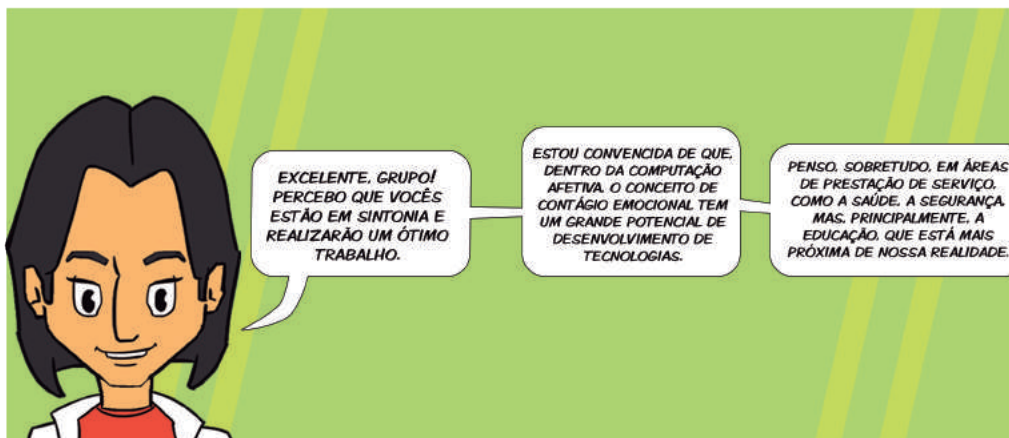 EXCELENTE, GRUPO!
PERCEBO QUE VOCÊS
ESTÃO EM SINTONIA E
REALIZARÃO UM ÓTIMO
TRABALHO.
ESTOU CONVENCIDA DE QUE,
DENTRO DA COMPUTAÇÃO
AFETIVA, O CONCEITO DE
CONTÁGIO EMOCIONAL TEM
UM GRANDE POTENCIAL DE
DESENVOLVIMENTO DE
TECNOLOGIAS.
PENSO, SOBRETUDO, EM ÁREAS
DE PRESTAÇÃO DE SERVIÇO,
COMO A SAÚDE, A SEGURANÇA,
MAS, PRINCIPALMENTE, A
EDUCAÇÃO, QUE ESTÁ MAIS
PRÓXIMA DE NOSSA REALIDADE.